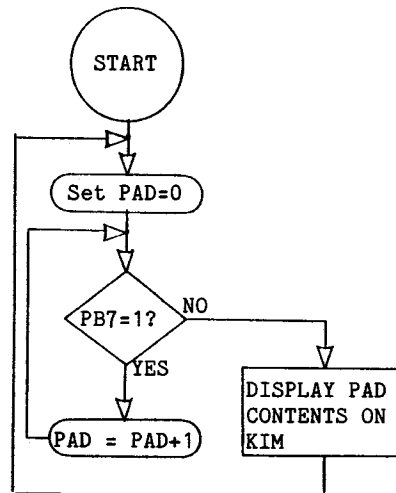 START
Set PAD=0
PB7=1?
NO
YES
PAD = PAD+1
DISPLAY PAD
CONTENTS ON
KIM